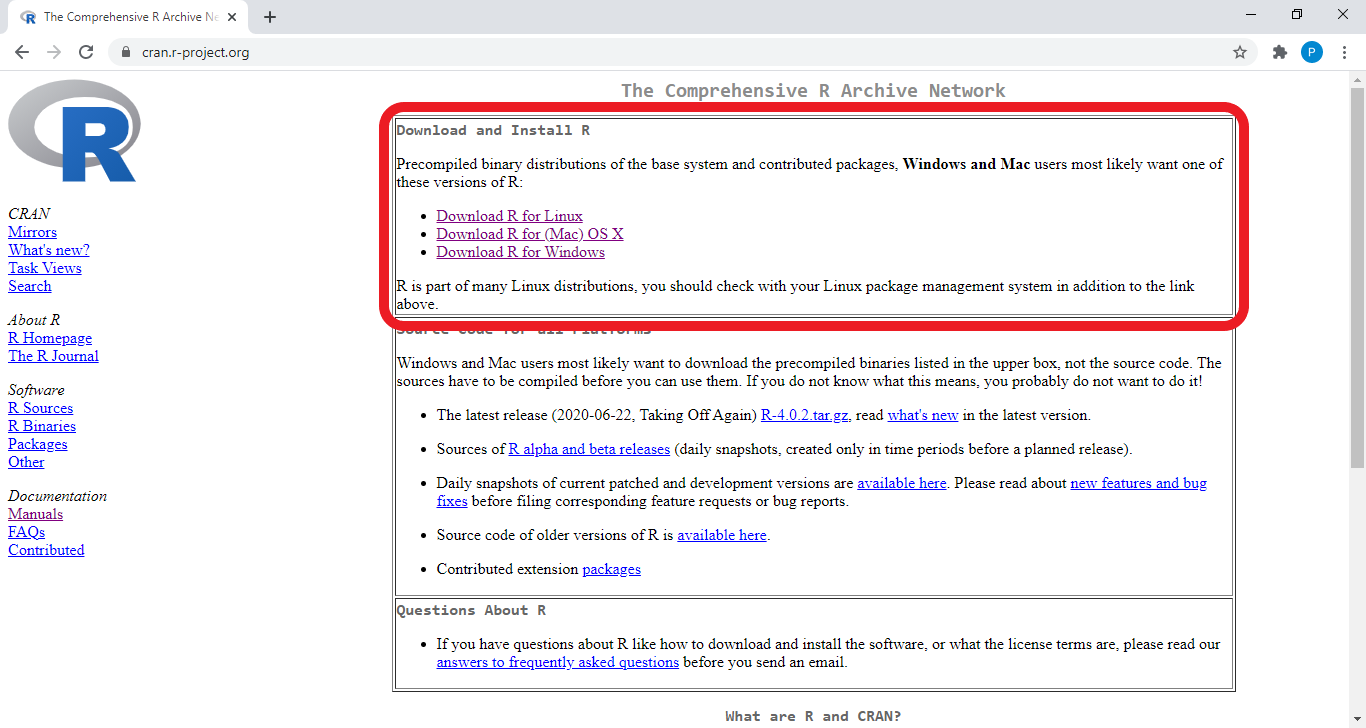 The Comprehensive R Archive Ne
cran.r-project.org
P
R
CRAN
Mirrors
What's new?
Task Views
Search
About R
R Homepage
The R Journal
Software
R Sources
R Binaries
Packages
Other
Documentation
Manuals
FAQs
Contributed
The Comprehensive R Archive Network
Download and Install R
Precompiled binary distributions of the base system and contributed packages, Windows and Mac users most likely want one of
these versions of R:
Download R for Linux
Download R for (Mac) OS X
Download R for Windows
R is part of many Linux distributions, you should check with your Linux package management system in addition to the link
above.
Source Code for all Platforms
Windows and Mac users most likely want to download the precompiled binaries listed in the upper box, not the source code. The
sources have to be compiled before you can use them. If you do not know what this means, you probably do not want to do it!
The latest release (2020-06-22, Taking Off Again) R-4.0.2.tar.gz, read what's new in the latest version.
Sources of R alpha and beta releases (daily snapshots, created only in time periods before a planned release).
Daily snapshots of current patched and development versions are available here. Please read about new features and bug
fixes before filing corresponding feature requests or bug reports.
Source code of older versions of R is available here.
Contributed extension packages
Questions About R
If you have questions about R like how to download and install the software, or what the license terms are, please read our
answers to frequently asked questions before you send an email.
What are R and CRAN?